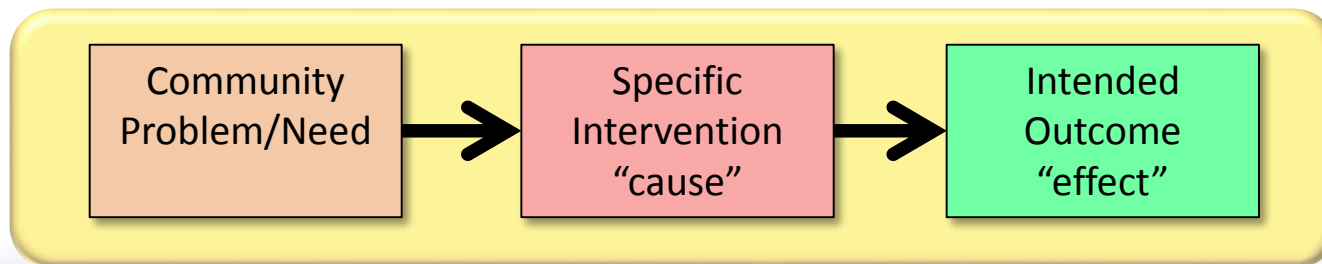 Community
Problem/Need
Specific
Intervention
“cause”
Intended
Outcome
“effect”